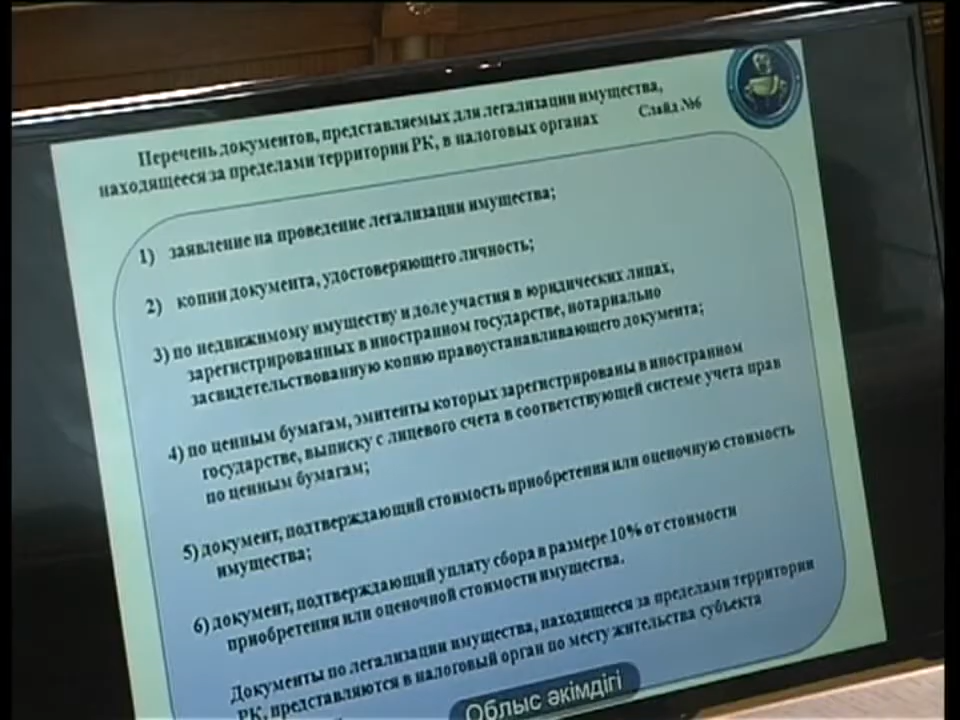 Перечень документов, представляемых для легализации имущества,
находящееся за пределами территории РК, в налоговых органах
Слайд №6
1) заявление на проведение легализации имущества;
2) копии документа, удостоверяющего личность;
3) по недвижимому имуществу и доле участия в юридических лицах,
зарегистрированных в иностранном государстве, нотариально
засвидетельствованную копию правоустанавливающего документа;
4) по ценным бумагам, эмитенты которых зарегистрированы в иностранном
государстве, выписку с лицевого счета в соответствующей системе учета прав
по ценным бумагам;
5) документ, подтверждающий стоимость приобретения или оценочную стоимость
имущества;
6) документ, подтверждающий уплату сбора в размере 10% от стоимости
приобретения или оценочной стоимости имущества.
Документы по легализации имущества, находящееся за пределами территории
РК, представляются в налоговый орган по месту жительства субъекта
Облыс әкімдігі